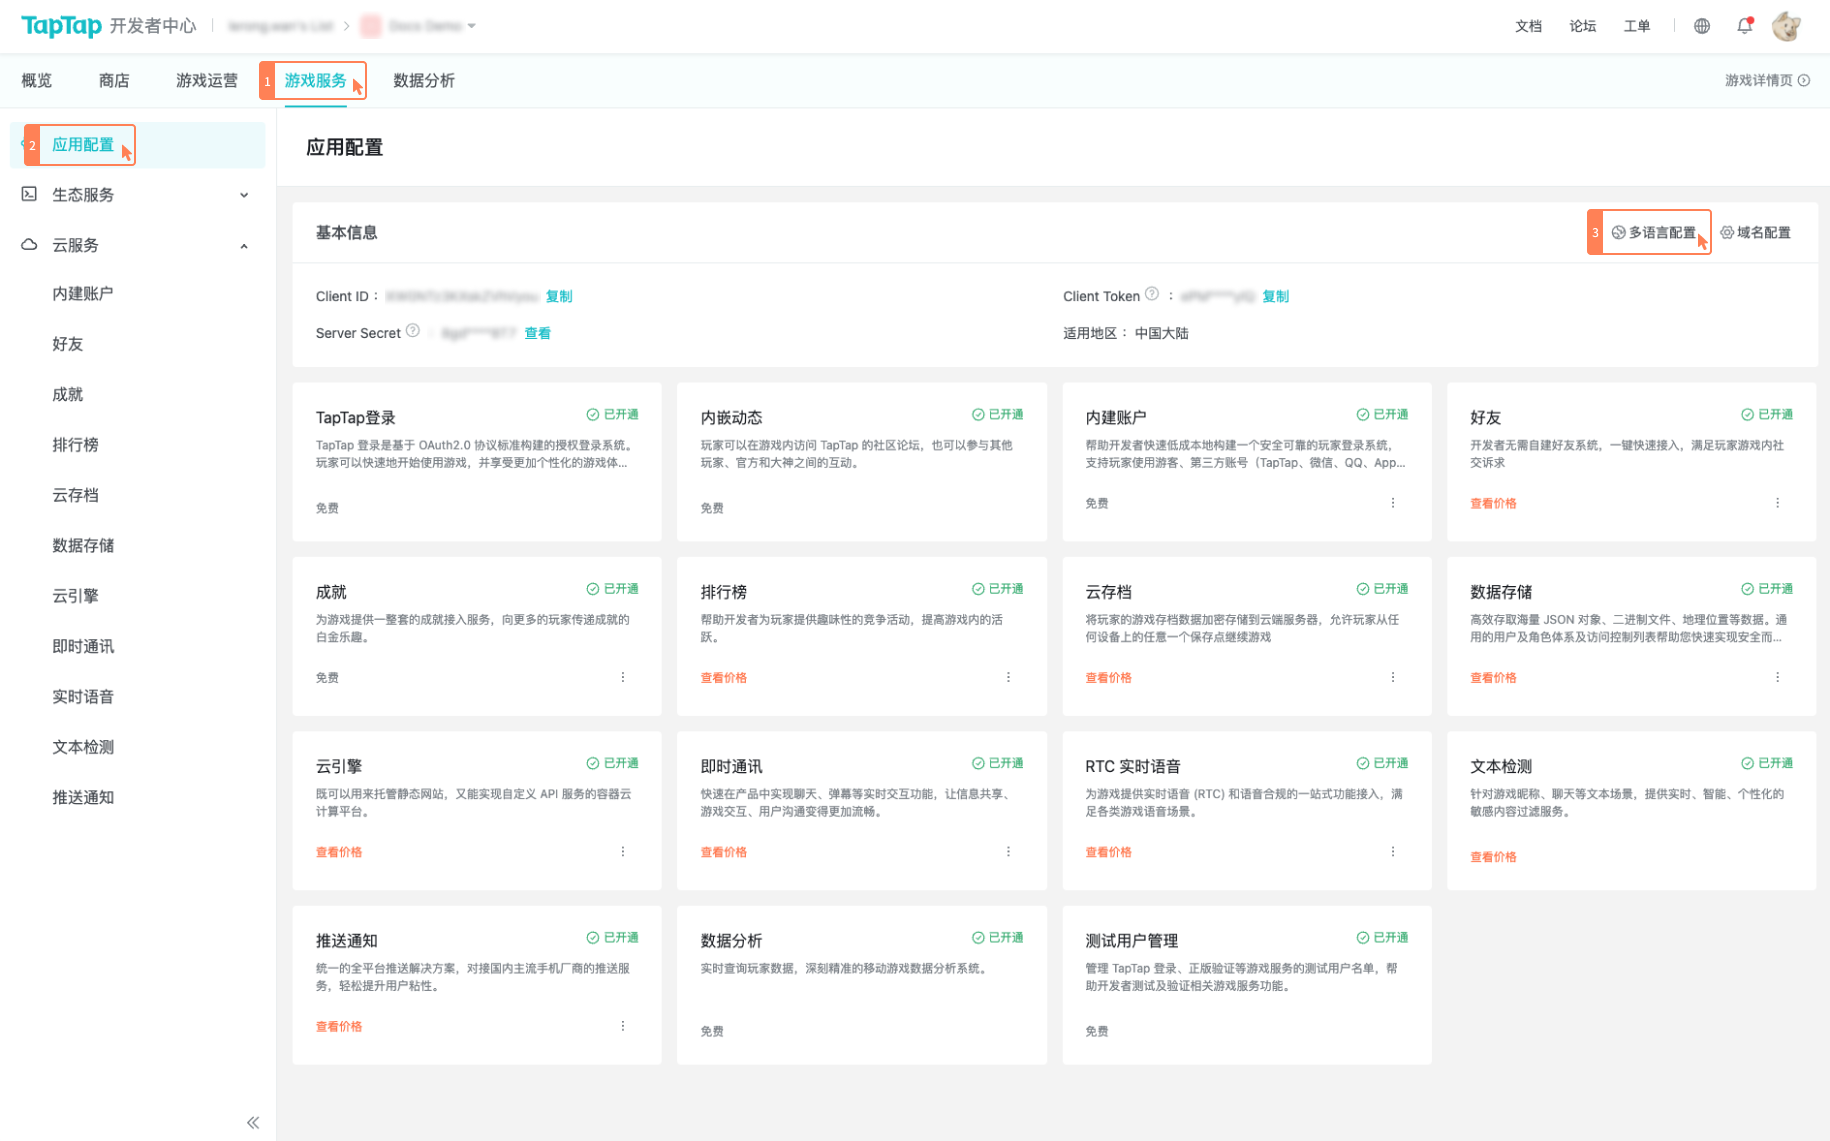 TapTap 开发者中心
文档
论坛
工单
概览
商店
游戏运营
1
游戏服务
数据分析
游戏详情页
2
应用配置
生态服务
云服务
内建账户
好友
成就
排行榜
云存档
数据存储
云引擎
即时通讯
实时语音
文本检测
推送通知
应用配置
基本信息
3
多语言配置
域名配置
Client ID：
复制
Client Token ?：
复制
Server Secret ?：
查看
适用地区： 中国大陆
TapTap登录
已开通
TapTap 登录是基于 OAuth2.0 协议标准构建的授权登录系统。
玩家可以快速地开始使用游戏，并享受更加个性化的游戏体...
免费
内嵌动态
已开通
玩家可以在游戏内访问 TapTap 的社区论坛，也可以参与其他
玩家、官方和大神之间的互动。
免费
内建账户
已开通
帮助开发者快速低成本地构建一个安全可靠的玩家登录系统，
支持玩家使用游客、第三方账号（TapTap、微信、QQ、App...
免费
好友
已开通
开发者无需自建好友系统，一键快速接入，满足玩家游戏内社
交诉求
查看价格
成就
已开通
为游戏提供一整套的成就接入服务，向更多的玩家传递成就的
白金乐趣。
免费
排行榜
已开通
帮助开发者为玩家提供趣味性的竞争活动，提高游戏内的活
跃。
查看价格
云存档
已开通
将玩家的游戏存档数据加密存储到云端服务器，允许玩家从任
何设备上的任意一个保存点继续游戏
查看价格
数据存储
已开通
高效存取海量 JSON 对象、二进制文件、地理位置等数据。通
用的用户及角色体系及访问控制列表帮助您快速实现安全而...
查看价格
云引擎
已开通
既可以用来托管静态网站，又能实现自定义 API 服务的容器云
计算平台。
查看价格
即时通讯
已开通
快速在产品中实现聊天、弹幕等实时交互功能，让信息共享、
游戏交互、用户沟通变得更加流畅。
查看价格
RTC 实时语音
已开通
为游戏提供实时语音 (RTC) 和语音合规的一站式功能接入，满
足各类游戏语音场景。
查看价格
文本检测
已开通
针对游戏昵称、聊天等文本场景，提供实时、智能、个性化的
敏感内容过滤服务。
查看价格
推送通知
已开通
统一的全平台推送解决方案，对接国内主流手机厂商的推送服
务，轻松提升用户粘性。
查看价格
数据分析
已开通
实时查询玩家数据，深刻精准的移动游戏数据分析系统。
免费
测试用户管理
已开通
管理 TapTap 登录、正版验证等游戏服务的测试用户名单，帮
助开发者测试及验证相关游戏服务功能。
免费